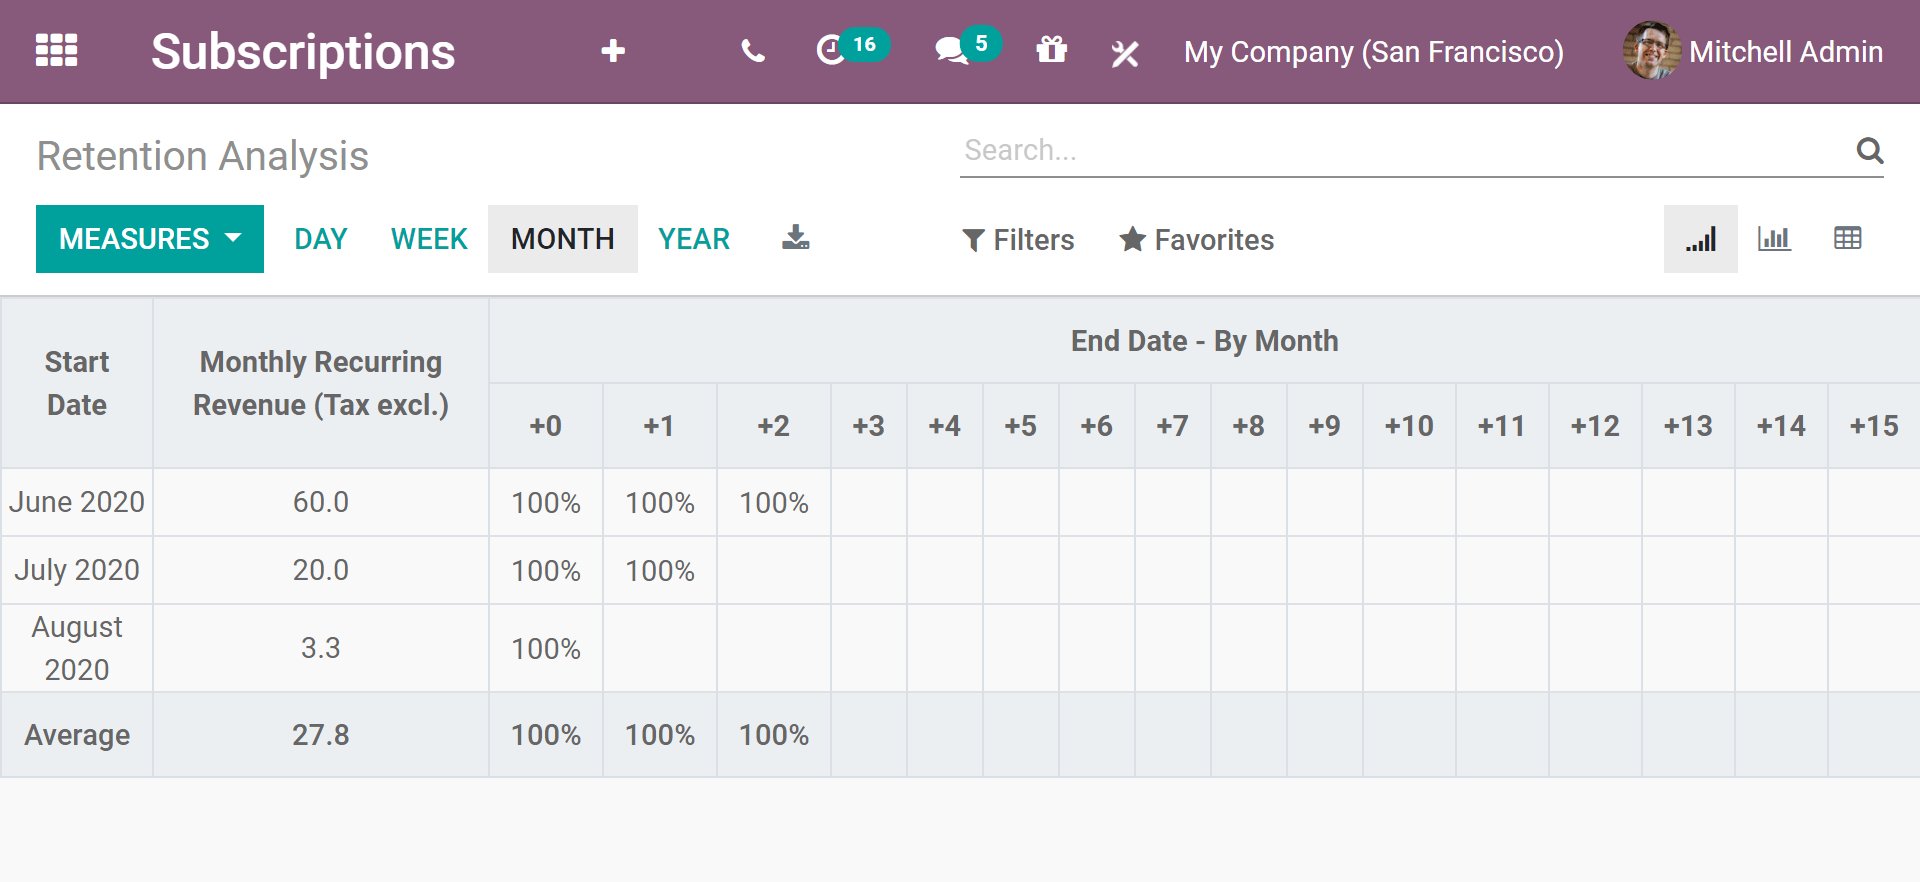 Subscriptions
16
5
My Company (San Francisco)
Mitchell Admin
Retention Analysis
Search...
MEASURES DAY WEEK MONTH YEAR
Filters Favorites
Start
Date
Monthly Recurring
Revenue (Tax excl.)
End Date - By Month
+0 +1 +2 +3 +4 +5 +6 +7 +8 +9 +10 +11 +12 +13 +14 +15
June 2020 60.0 100% 100% 100%
July 2020 20.0 100% 100%
August
2020
3.3 100%
Average 27.8 100% 100% 100%